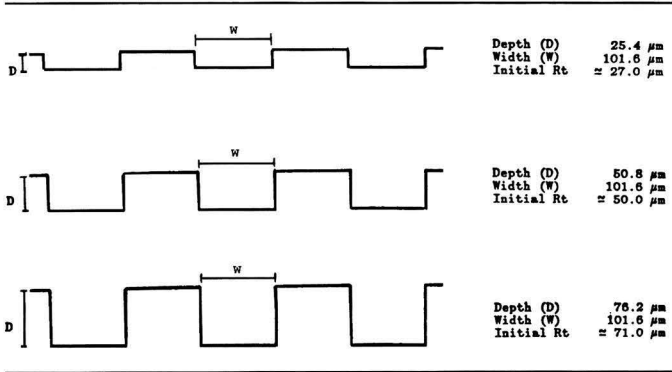 W
D
Depth (D) 25.4 μm
Width (W) 101.6 μm
Initial Rt ≃ 27.0 μm
W
D
Depth (D) 50.8 μm
Width (W) 101.6 μm
Initial Rt ≃ 50.0 μm
W
D
Depth (D) 76.2 μm
Width (W) 101.6 μm
Initial Rt ≃ 71.0 μm